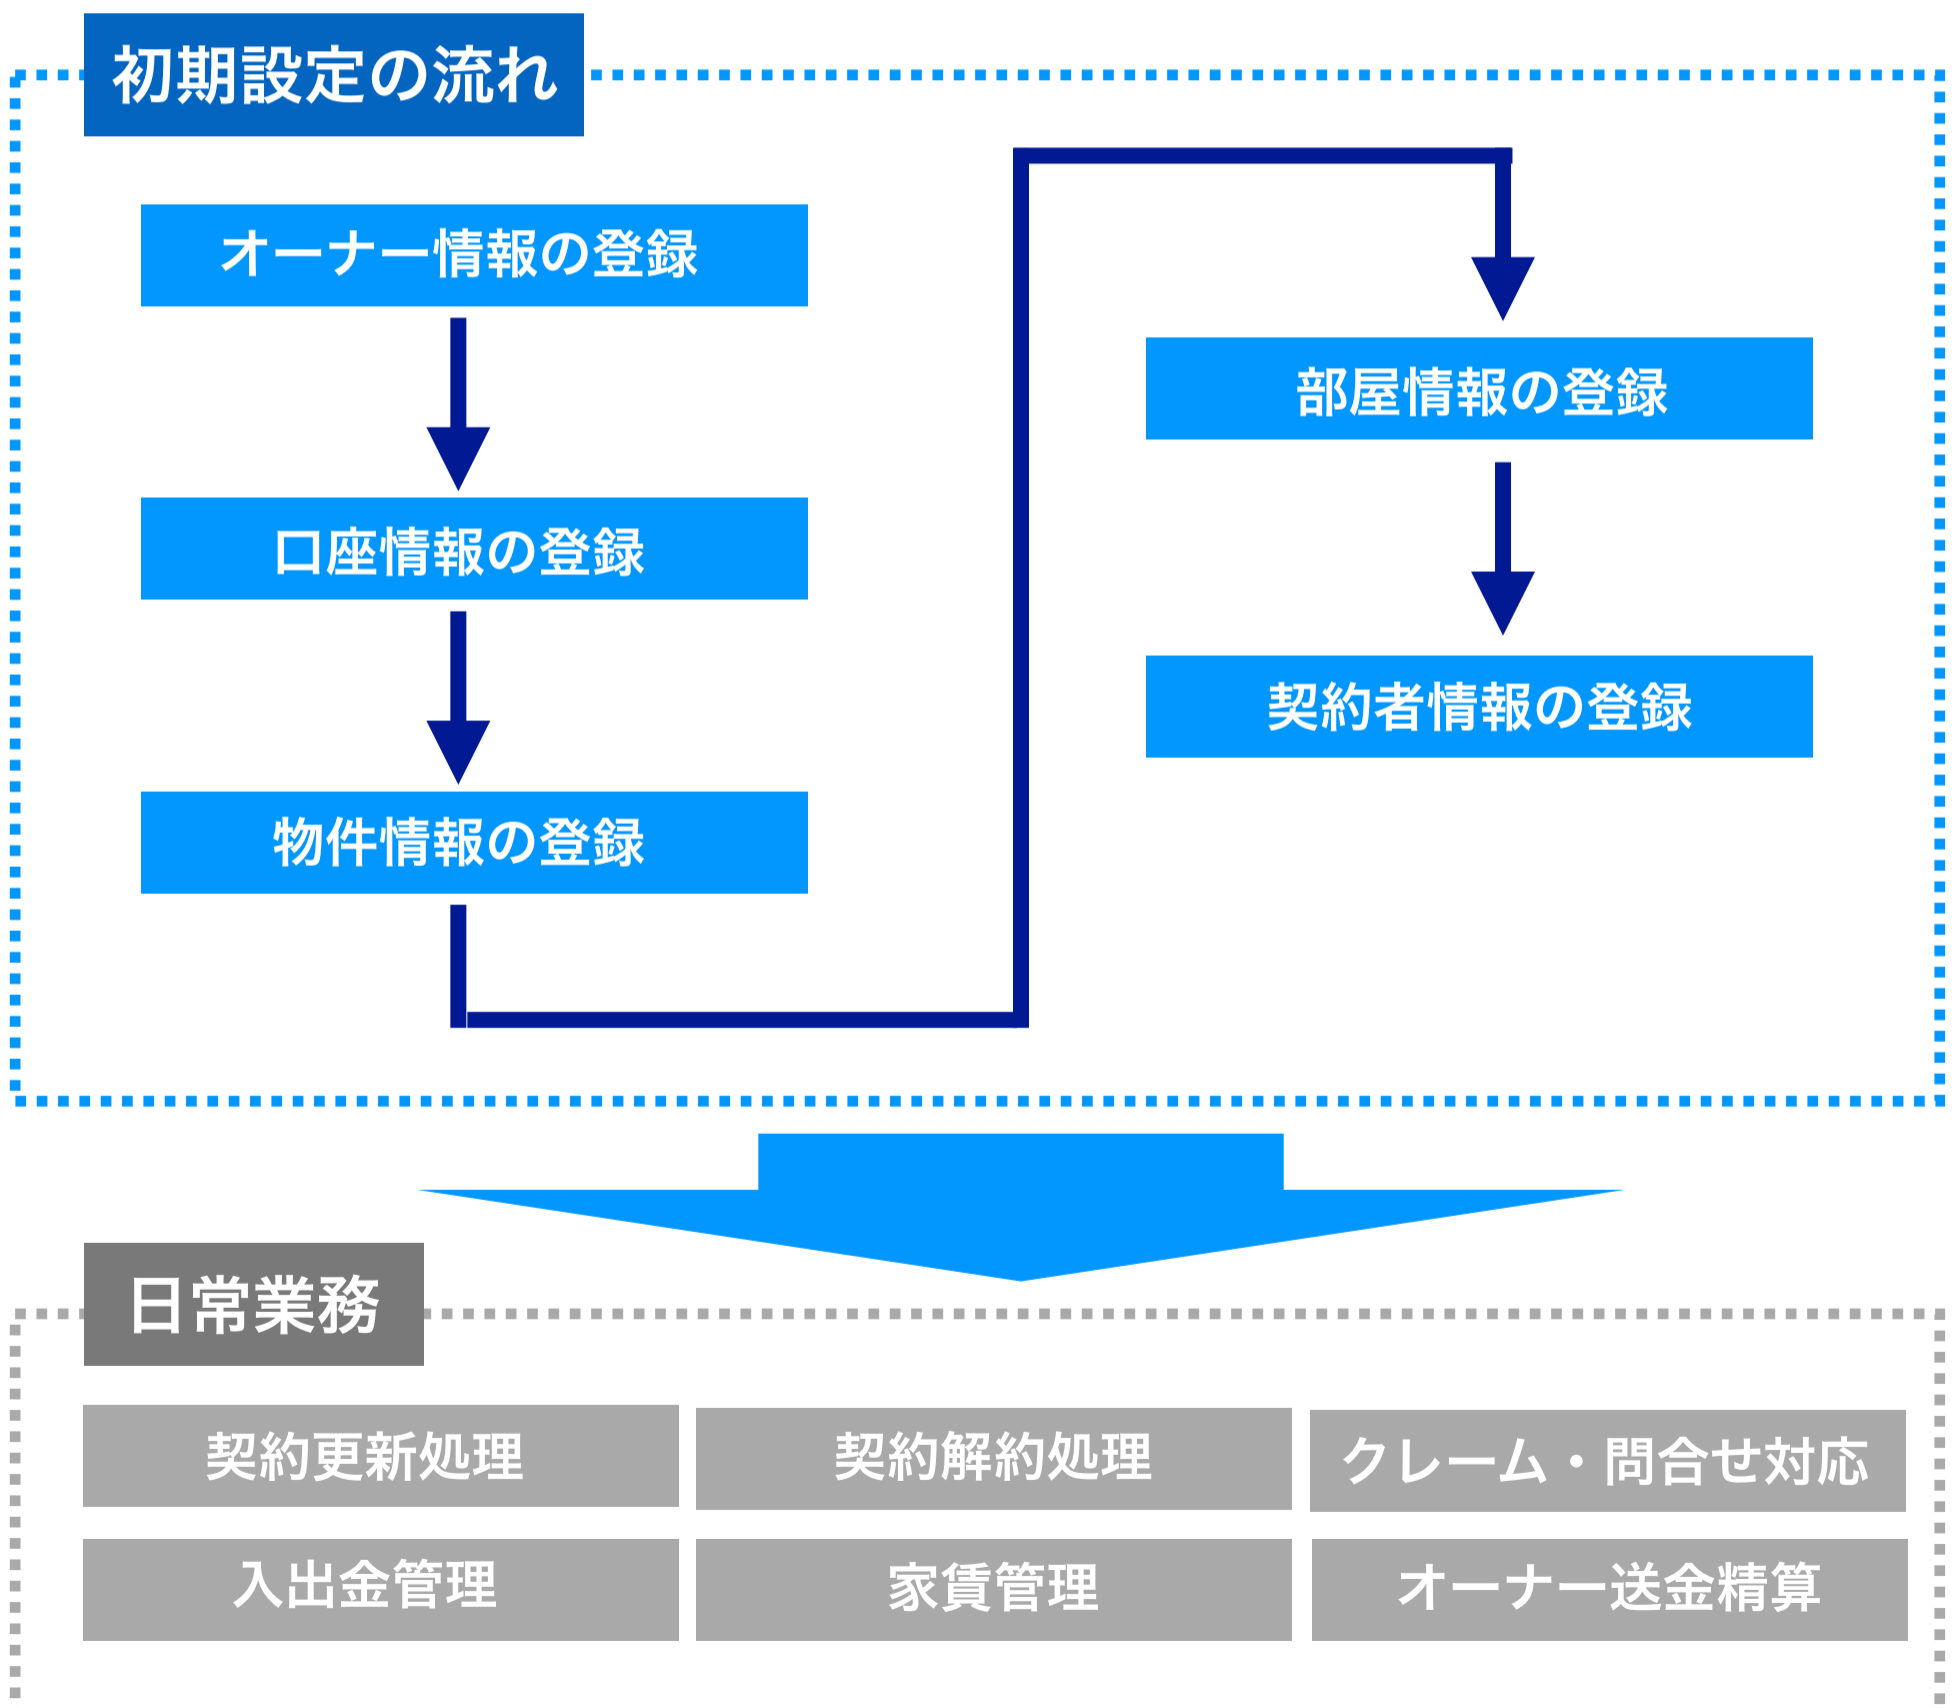 初期設定の流れ
オーナー情報の登録
口座情報の登録
物件情報の登録
部屋情報の登録
契約者情報の登録
日常業務
契約更新処理
契約解約処理
クレーム・問合せ対応
入出金管理
家賃管理
オーナー送金精算